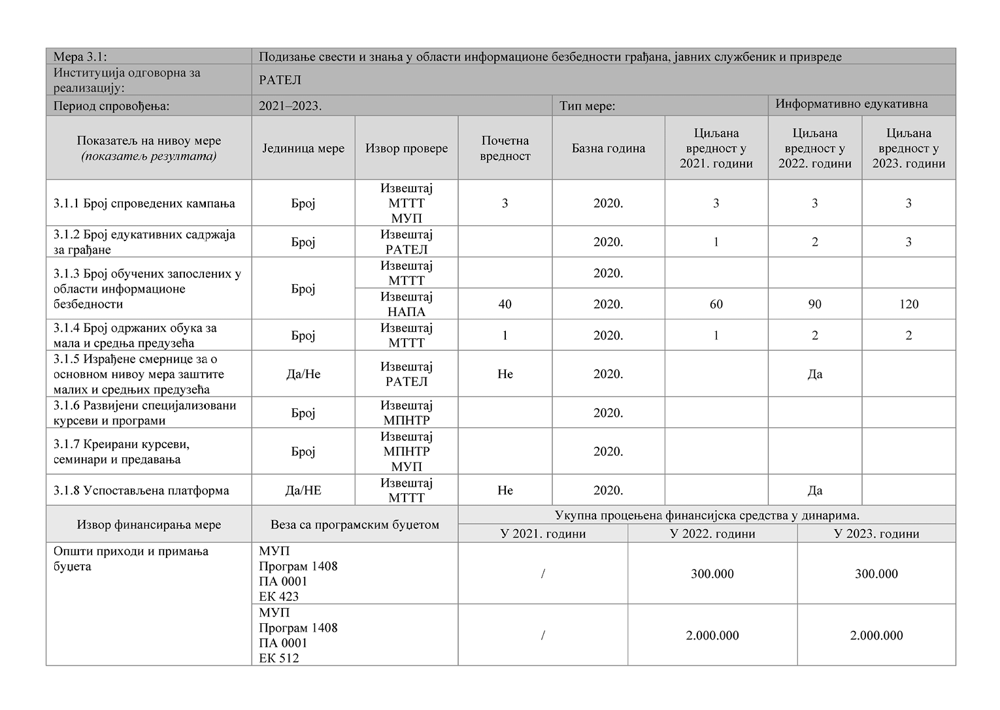 Мера 3.1:
Подизање свести и знања у области информационе безбедности грађана, јавних службеник и привреде
Институција одговорна за
реализацију:
РАТЕЛ
Период спровођења:
2021–2023.
Тип мере:
Информативно едукативна
Показатељ на нивоу мере
(показатељ резултата)
Јединица мере
Извор провере
Почетна
вредност
Базна година
Циљана
вредност у
2021. години
Циљана
вредност у
2022. години
Циљана
вредност у
2023. години
3.1.1 Број спроведених кампања
Број
Извештај
МТТТ
МУП
3
2020.
3
3
3
3.1.2 Број едукативних садржаја
за грађане
Број
Извештај
РАТЕЛ
2020.
1
2
3
3.1.3 Број обучених запослених у
области информационе
безбедности
Број
Извештај
МТТТ
2020.
Извештај
НАПА
40
2020.
60
90
120
3.1.4 Број одржаних обука за
мала и средња предузећа
Број
Извештај
МТТТ
1
2020.
1
2
2
3.1.5 Израђене смернице за о
основном нивоу мера заштите
малих и средњих предузећа
Да/Не
Извештај
РАТЕЛ
Не
2020.
Да
3.1.6 Развијени специјализовани
курсеви и програми
Број
Извештај
МПНТР
2020.
3.1.7 Креирани курсеви,
семинари и предавања
Број
Извештај
МПНТР
МУП
2020.
3.1.8 Успостављена платформа
Да/НЕ
Извештај
МТТТ
Не
2020.
Да
Извор финансирања мере
Веза са програмским буџетом
Укупна процењена финансијска средства у динарима.
У 2021. години
У 2022. години
У 2023. години
Општи приходи и примања
буџета
МУП
Програм 1408
ПА 0001
ЕК 423
/
300.000
300.000
МУП
Програм 1408
ПА 0001
ЕК 512
/
2.000.000
2.000.000